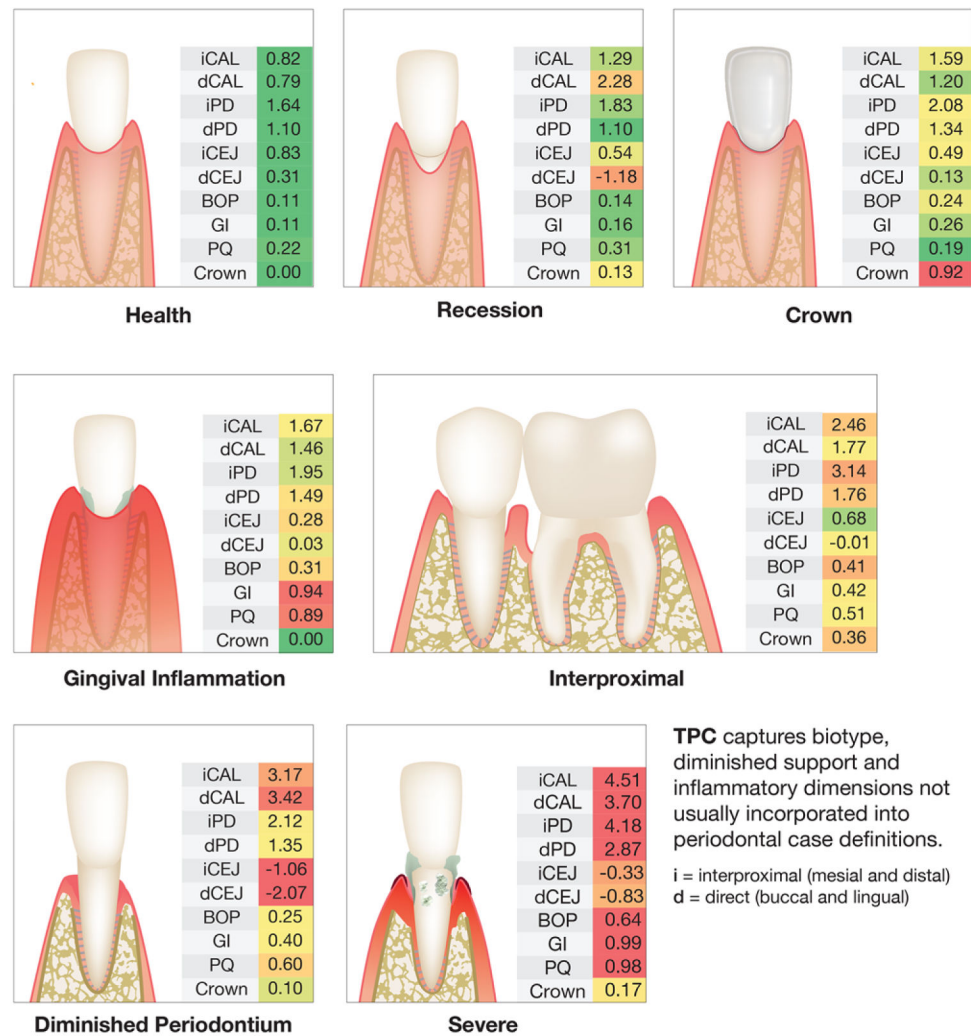 iCAL 0.82
dCAL 0.79
iPD 1.64
dPD 1.10
iCEJ 0.83
dCEJ 0.31
BOP 0.11
GI 0.11
PQ 0.22
Crown 0.00
Health
iCAL 1.29
dCAL 2.28
iPD 1.83
dPD 1.10
iCEJ 0.54
dCEJ -1.18
BOP 0.14
GI 0.16
PQ 0.31
Crown 0.13
Recession
iCAL 1.59
dCAL 1.20
iPD 2.08
dPD 1.34
iCEJ 0.49
dCEJ 0.13
BOP 0.24
GI 0.26
PQ 0.19
Crown 0.92
Crown
iCAL 1.67
dCAL 1.46
iPD 1.95
dPD 1.49
iCEJ 0.28
dCEJ 0.03
BOP 0.31
GI 0.94
PQ 0.89
Crown 0.00
Gingival Inflammation
iCAL 2.46
dCAL 1.77
iPD 3.14
dPD 1.76
iCEJ 0.68
dCEJ -0.01
BOP 0.41
GI 0.42
PQ 0.51
Crown 0.36
Interproximal
iCAL 3.17
dCAL 3.42
iPD 2.12
dPD 1.35
iCEJ -1.06
dCEJ -2.07
BOP 0.25
GI 0.40
PQ 0.60
Crown 0.10
Diminished Periodontium
iCAL 4.51
dCAL 3.70
iPD 4.18
dPD 2.87
iCEJ -0.33
dCEJ -0.83
BOP 0.64
GI 0.99
PQ 0.98
Crown 0.17
Severe
TPC captures biotype,
diminished support and
inflammatory dimensions not
usually incorporated into
periodontal case definitions.
i = interproximal (mesial and distal)
d = direct (buccal and lingual)